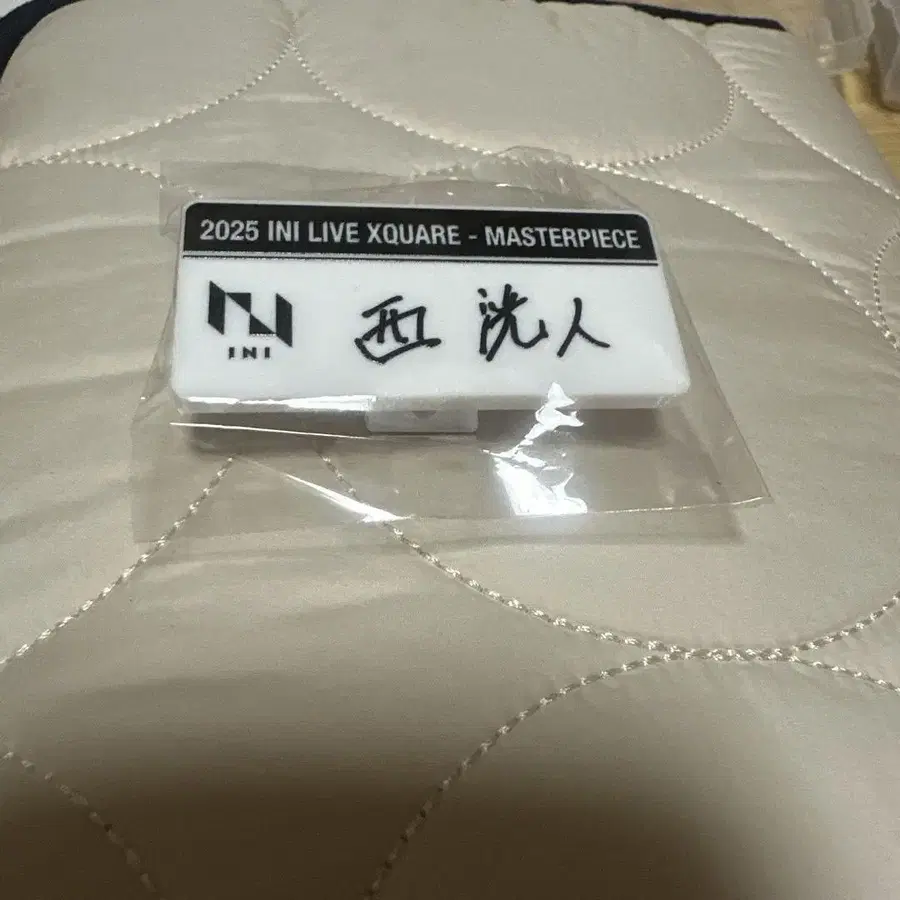 2025 INI LIVE XQUARE - MASTERPIECE
INI 西 洸人